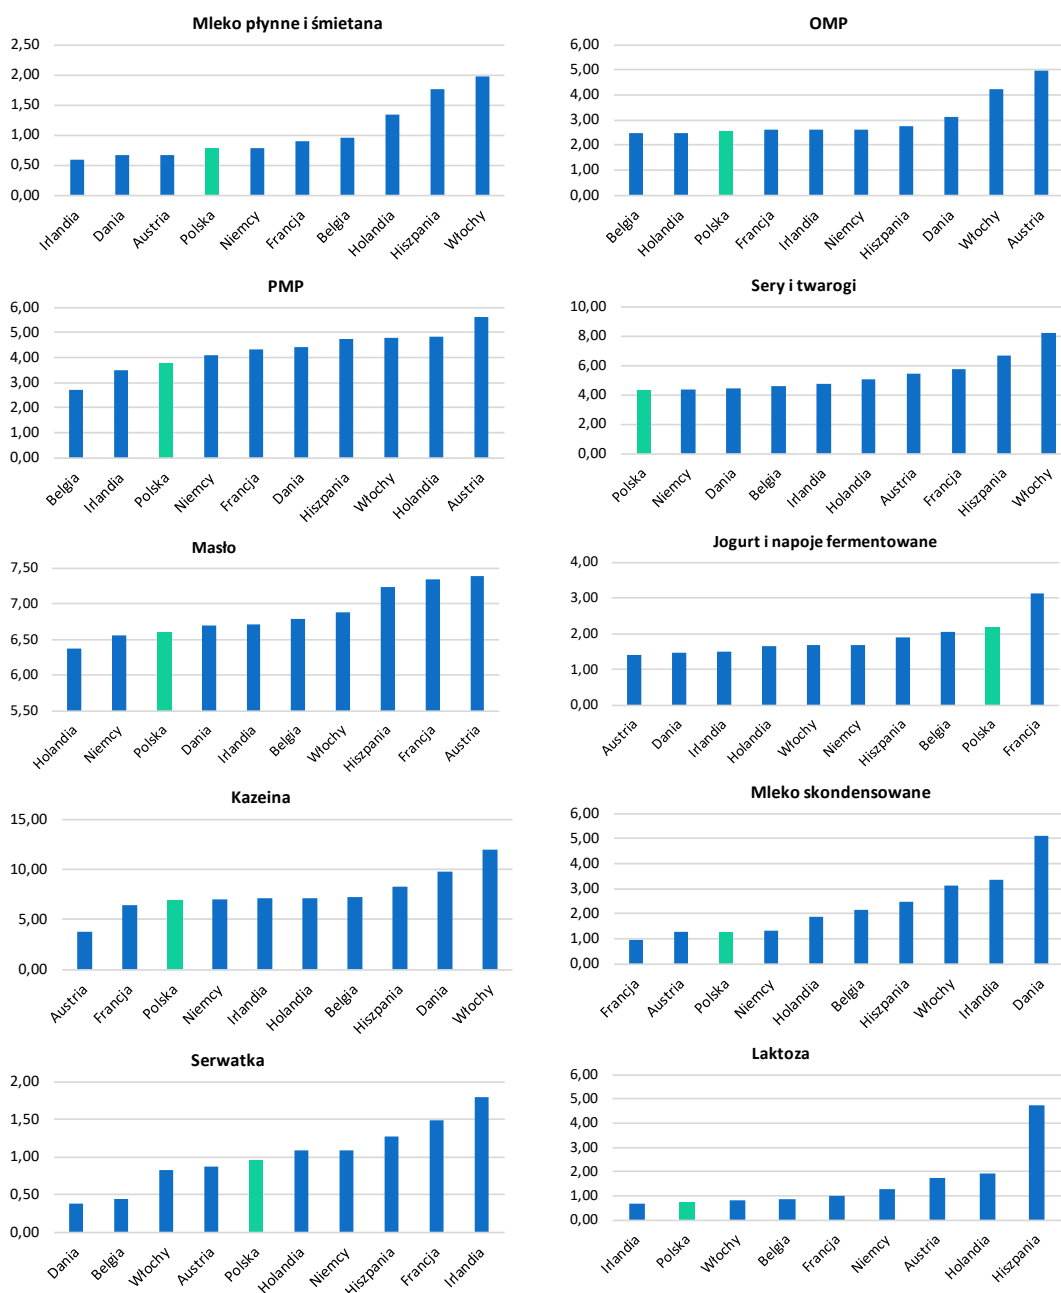 Mleko płynne i śmietana
2,50
2,00
1,50
1,00
0,50
0,00
Irlandia
Dania
Austria
Polska
Niemcy
Francja
Belgia
Holandia
Hiszpania
Włochy
OMP
6,00
5,00
4,00
3,00
2,00
1,00
0,00
Belgia
Holandia
Polska
Francja
Irlandia
Niemcy
Hiszpania
Dania
Włochy
Austria
PMP
6,00
5,00
4,00
3,00
2,00
1,00
0,00
Belgia
Irlandia
Polska
Niemcy
Francja
Dania
Hiszpania
Włochy
Holandia
Austria
Sery i twarogi
10,00
8,00
6,00
4,00
2,00
0,00
Polska
Niemcy
Dania
Belgia
Irlandia
Holandia
Austria
Francja
Hiszpania
Włochy
Masło
7,50
7,00
6,50
6,00
5,50
Holandia
Niemcy
Polska
Dania
Irlandia
Belgia
Włochy
Hiszpania
Francja
Austria
Jogurt i napoje fermentowane
4,00
3,00
2,00
1,00
0,00
Austria
Dania
Irlandia
Holandia
Włochy
Niemcy
Hiszpania
Belgia
Polska
Francja
Kazeina
15,00
10,00
5,00
0,00
Austria
Francja
Polska
Niemcy
Irlandia
Holandia
Belgia
Hiszpania
Dania
Włochy
Mleko skondensowane
6,00
5,00
4,00
3,00
2,00
1,00
0,00
Francja
Austria
Polska
Niemcy
Holandia
Belgia
Hiszpania
Włochy
Irlandia
Dania
Serwatka
2,00
1,50
1,00
0,50
0,00
Dania
Belgia
Włochy
Austria
Polska
Holandia
Niemcy
Hiszpania
Francja
Irlandia
Laktoza
6,00
5,00
4,00
3,00
2,00
1,00
0,00
Irlandia
Polska
Włochy
Belgia
Francja
Niemcy
Austria
Holandia
Hiszpania